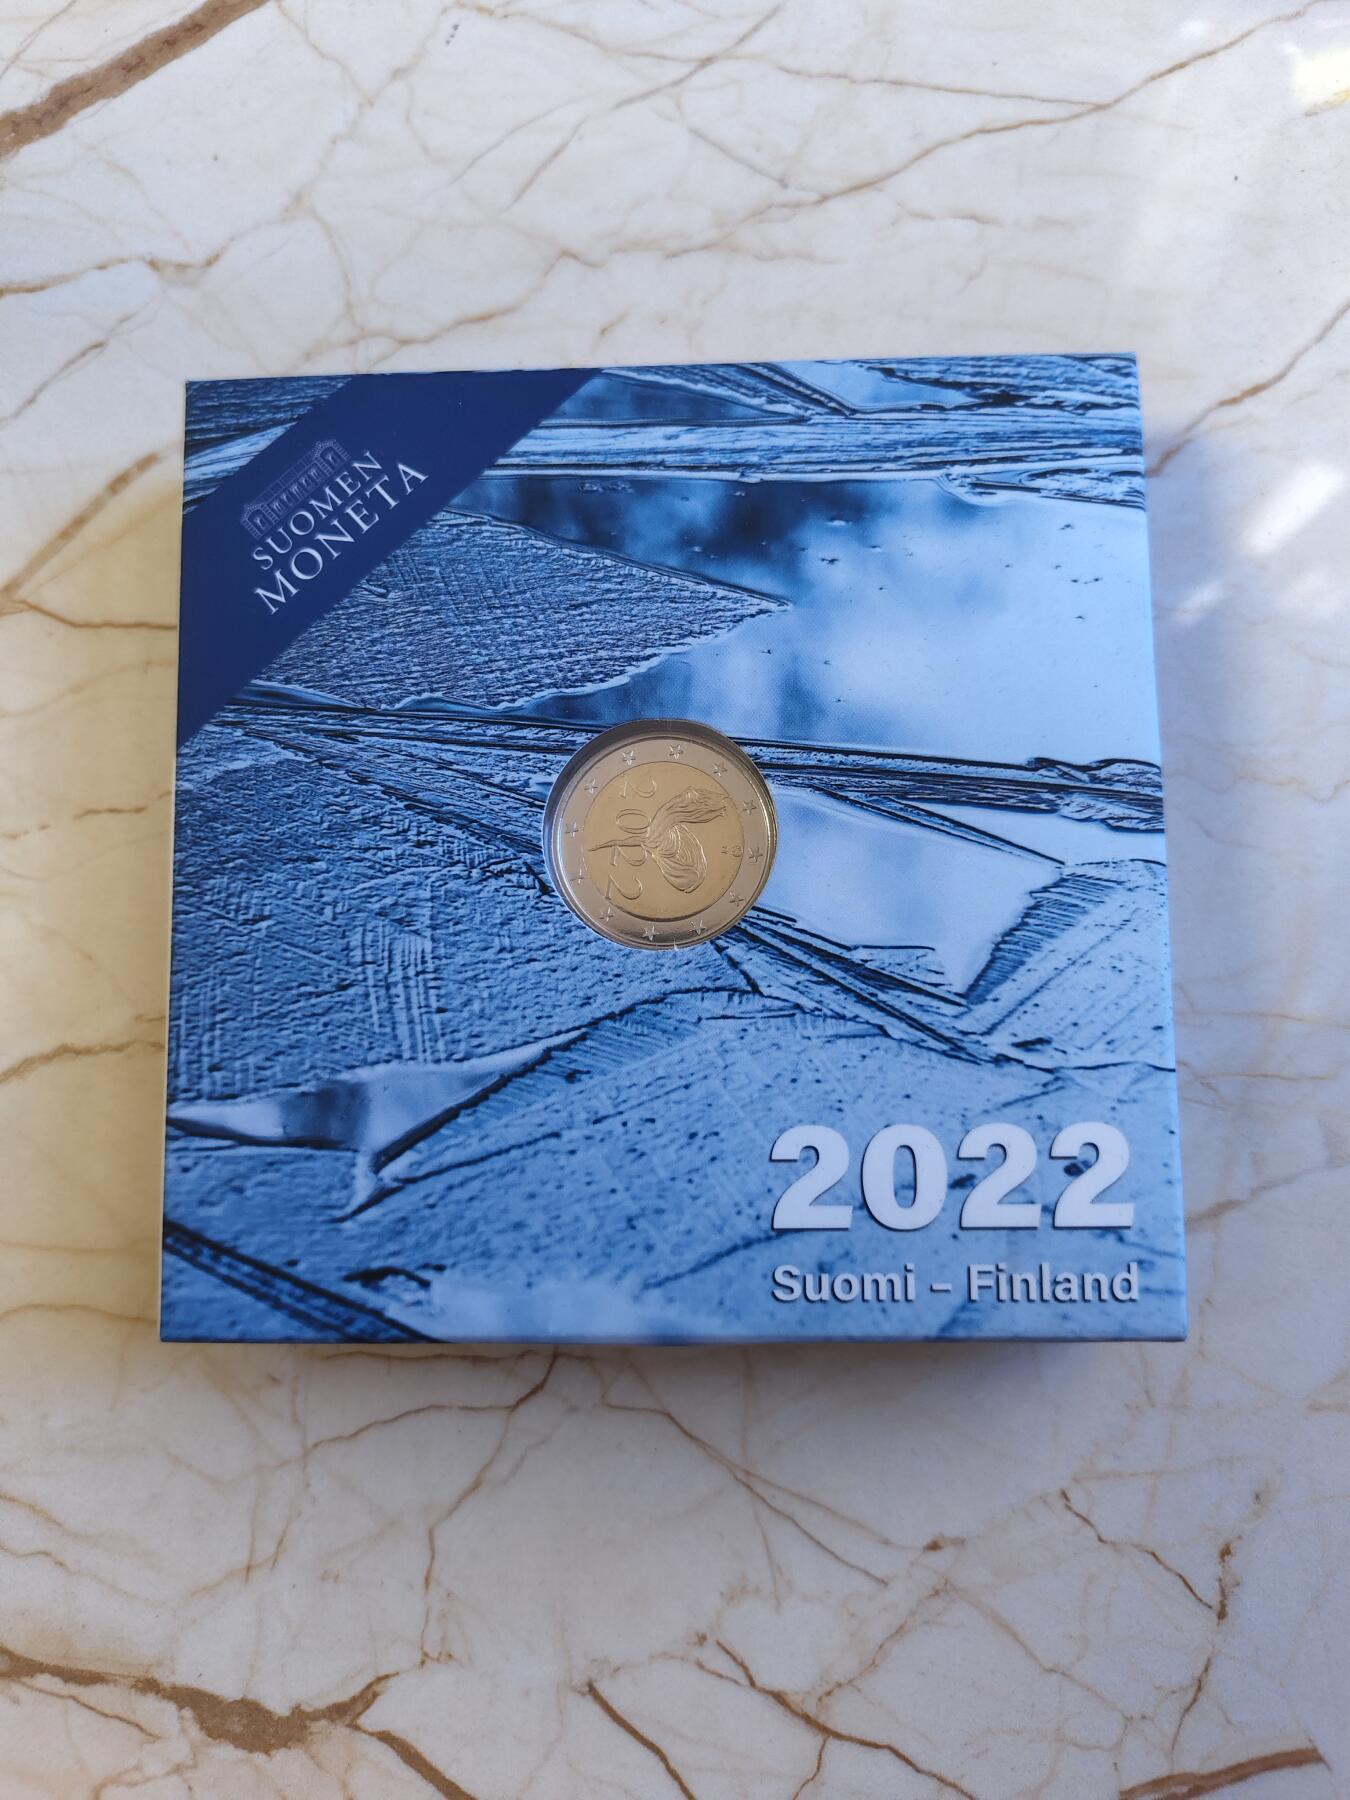 SUOMEN
MONETA
2022
2022
Suomi – Finland